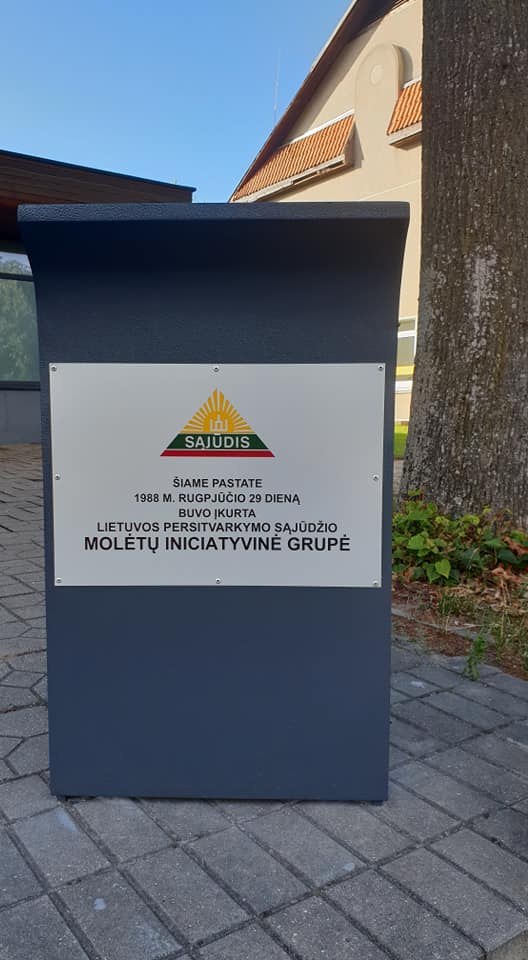 SĄJŪDIS
ŠIAME PASTATE
1988 M. RUGPJŪČIO 29 DIENĄ
BUVO ĮKURTA
LIETUVOS PERSITVARKYMO SĄJŪDŽIO
MOLĖTŲ INICIATYVINĖ GRUPĖ